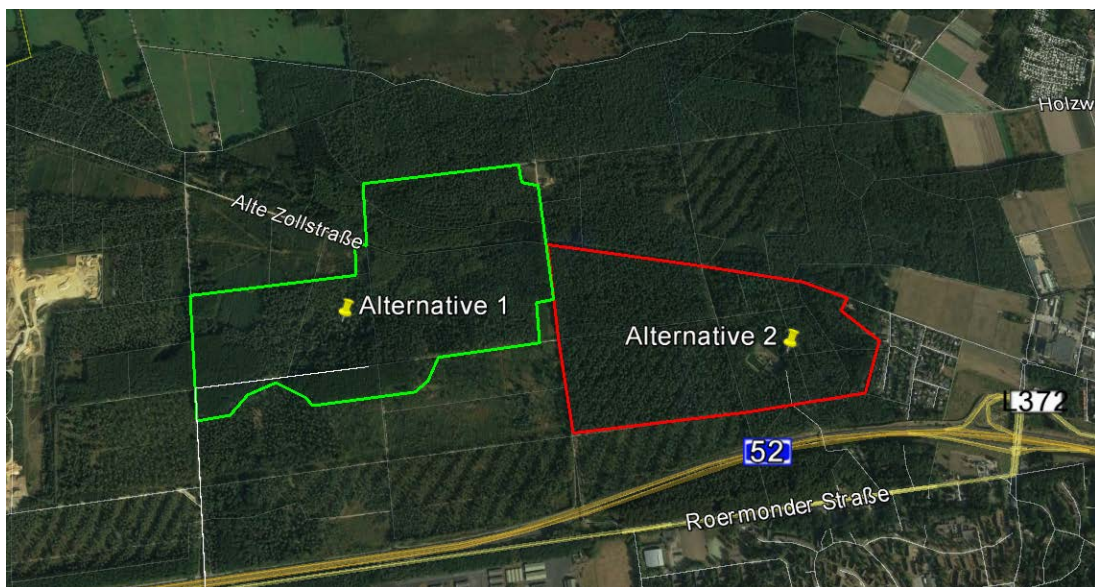 Holzw
Alte Zollstraße
Alternative 1
Alternative 2
L372
52
Roermonder Straße